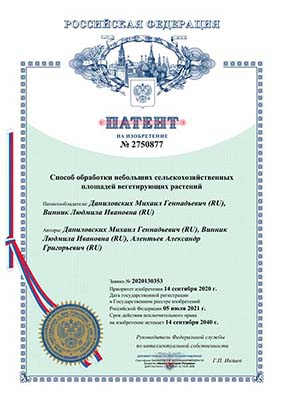 РОССИЙСКАЯ ФЕДЕРАЦИЯ
ПАТЕНТ
НА ИЗОБРЕТЕНИЕ
№ 2750877
Способ обработки небольших сельскохозяйственных
площадей вегетирующих растений
Патентообладатели: Даниловских Михаил Геннадьевич (RU),
Винник Людмила Ивановна (RU)
Авторы: Даниловских Михаил Геннадьевич (RU), Винник
Людмила Ивановна (RU), Алентьев Александр
Григорьевич (RU)
Заявка № 2020130353
Приоритет изобретения 14 сентября 2020 г.
Дата государственной регистрации
в Государственном реестре изобретений
Российской Федерации 05 июля 2021 г.
Срок действия исключительного права
на изобретение истекает 14 сентября 2040 г.
Руководитель Федеральной службы
по интеллектуальной собственности
Г.П. Ивлиев